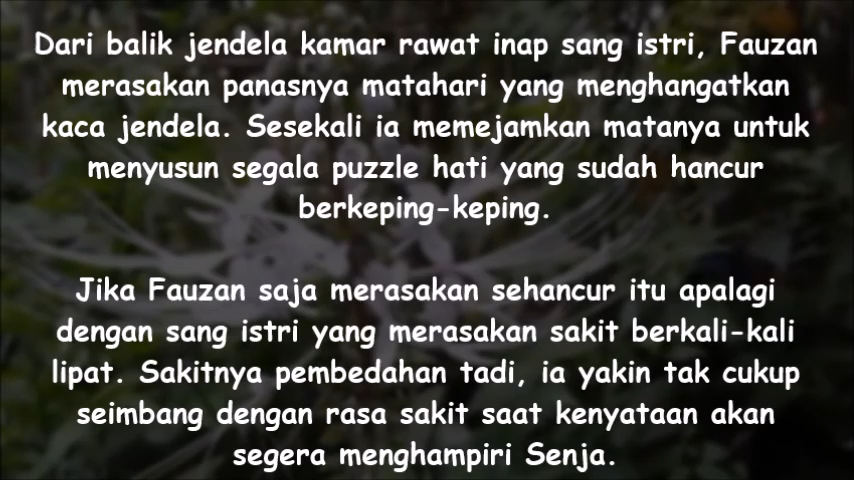 Dari balik jendela kamar rawat inap sang istri, Fauzan
merasakan panasnya matahari yang menghangatkan
kaca jendela. Sesekali ia memejamkan matanya untuk
menyusun segala puzzle hati yang sudah hancur
berkeping-keping.
Jika Fauzan saja merasakan sehancur itu apalagi
dengan sang istri yang merasakan sakit berkali-kali
lipat. Sakitnya pembedahan tadi, ia yakin tak cukup
seimbang dengan rasa sakit saat kenyataan akan
segera menghampiri Senja.